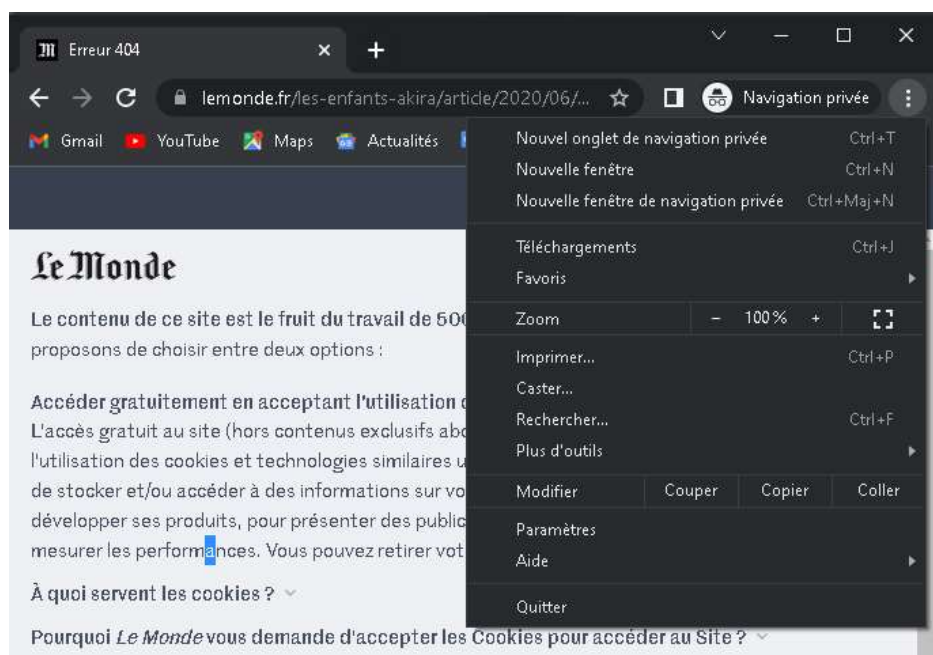 Erreur 404
lemonde.fr/les-enfants-akira/article/2020/06/...
Navigation privée
Gmail YouTube Maps Actualités
Nouvel onglet de navigation privée Ctrl+T
Nouvelle fenêtre Ctrl+N
Nouvelle fenêtre de navigation privée Ctrl+Maj+N
Téléchargements Ctrl+J
Favoris
Zoom - 100 % +
Imprimer... Ctrl+P
Caster...
Rechercher... Ctrl+F
Plus d'outils
Modifier Couper Copier Coller
Paramètres
Aide
Quitter
Le Monde
Le contenu de ce site est le fruit du travail de 500
proposons de choisir entre deux options :
Accéder gratuitement en acceptant l'utilisation
L'accès gratuit au site (hors contenus exclusifs abo
l'utilisation des cookies et technologies similaires u
de stocker et/ou accéder à des informations sur vo
développer ses produits, pour présenter des public
mesurer les performances. Vous pouvez retirer vot
À quoi servent les cookies ?
Pourquoi Le Monde vous demande d'accepter les Cookies pour accéder au Site ?